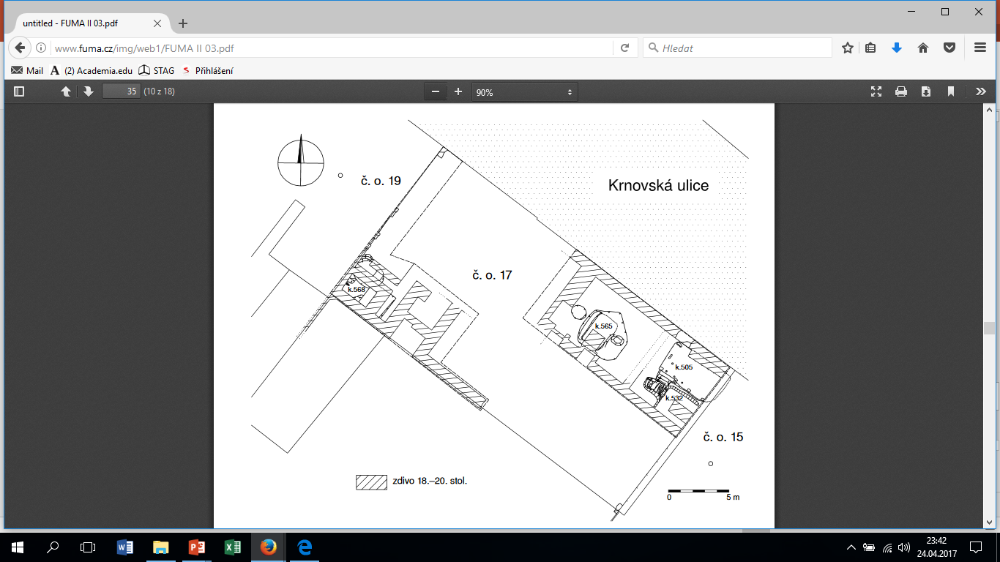 untitled - FUMA II 03.pdf
www.fuma.cz/img/web1/FUMA II 03.pdf
Hledat
Mail
(2) Academia.edu
STAG
Přihlášení
35
(10 z 18)
90%
č. o. 19
Krnovská ulice
č. o. 17
k.568
k.565
k.505
k.532
č. o. 15
zdivo 18.–20. stol.
0
5 m
23:42
24.04.2017